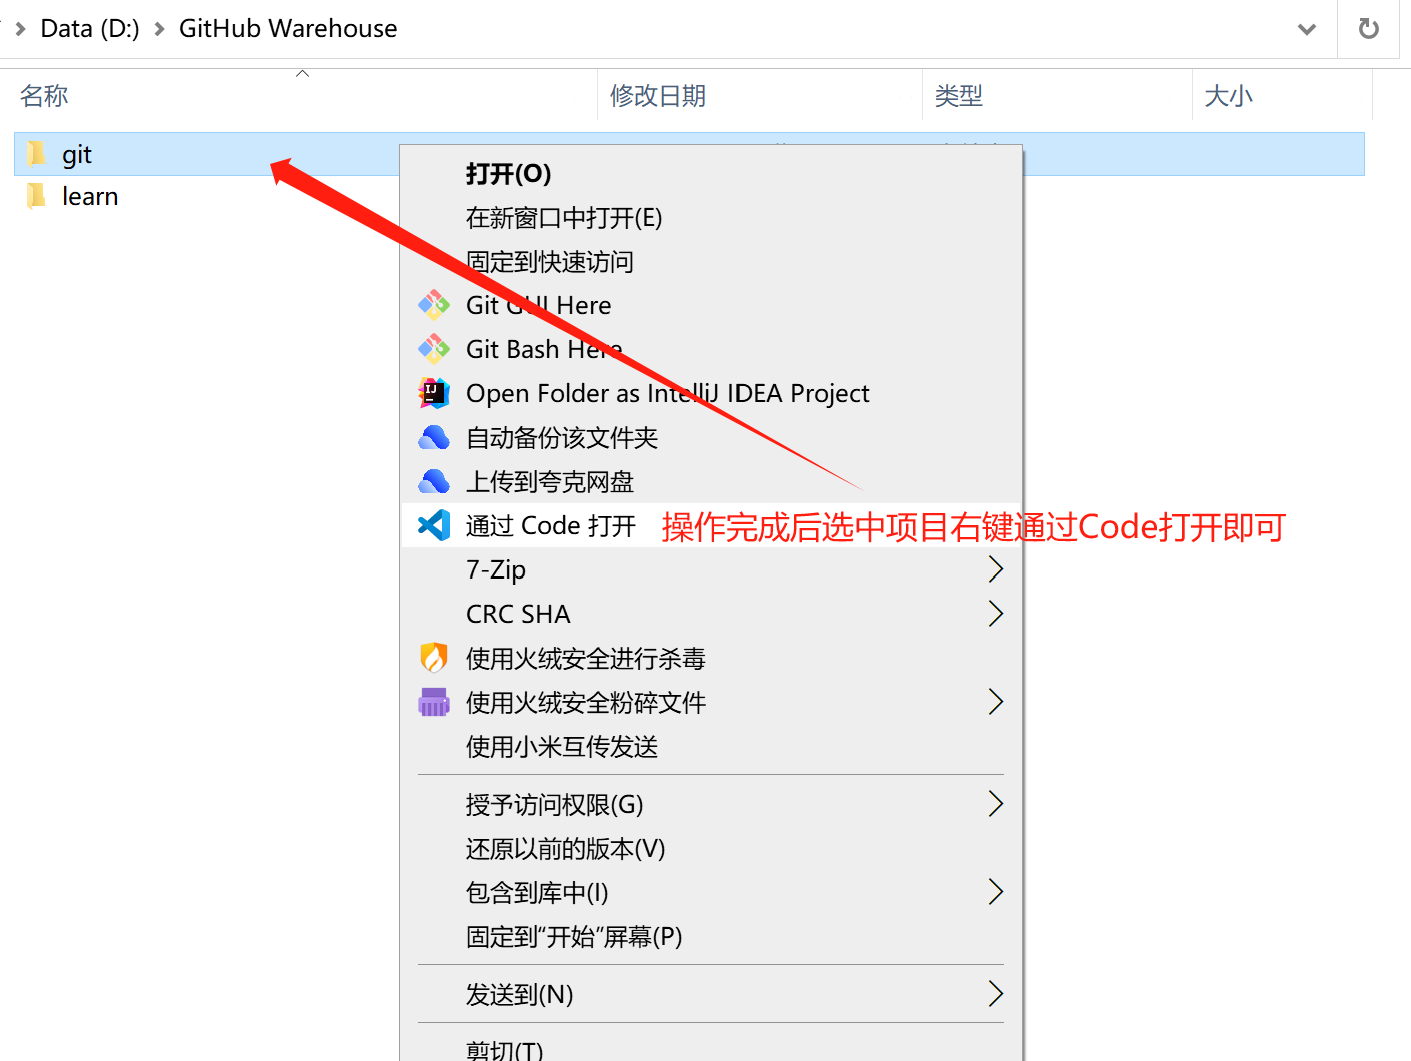 Data (D:) GitHub Warehouse
名称 修改日期 类型 大小
git
learn
打开(O)
在新窗口中打开(E)
固定到快速访问
Git GUI Here
Git Bash Here
Open Folder as IntelliJ IDEA Project
自动备份该文件夹
上传到夸克网盘
通过 Code 打开 操作完成后选中项目右键通过Code打开即可
7-Zip
CRC SHA
使用火绒安全进行杀毒
使用火绒安全粉碎文件
使用小米互传发送
授予访问权限(G)
还原以前的版本(V)
包含到库中(I)
固定到“开始”屏幕(P)
发送到(N)
剪切(T)